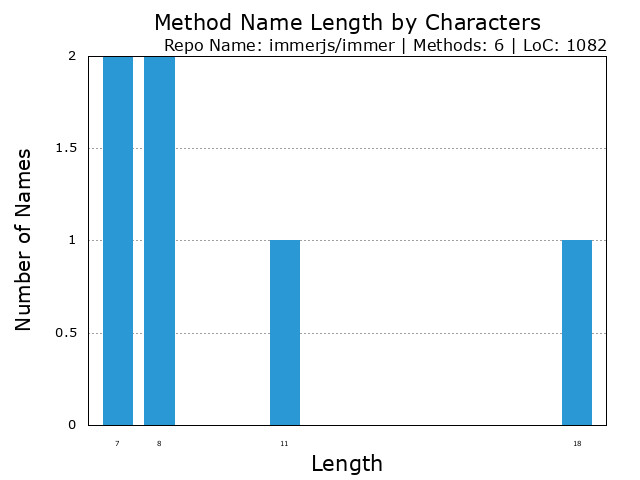 Method Name Length by Characters
Repo Name: immerjs/immer | Methods: 6 | LoC: 1082
2
1.5
1
0.5
0
Number of Names
7 8 11 18
Length